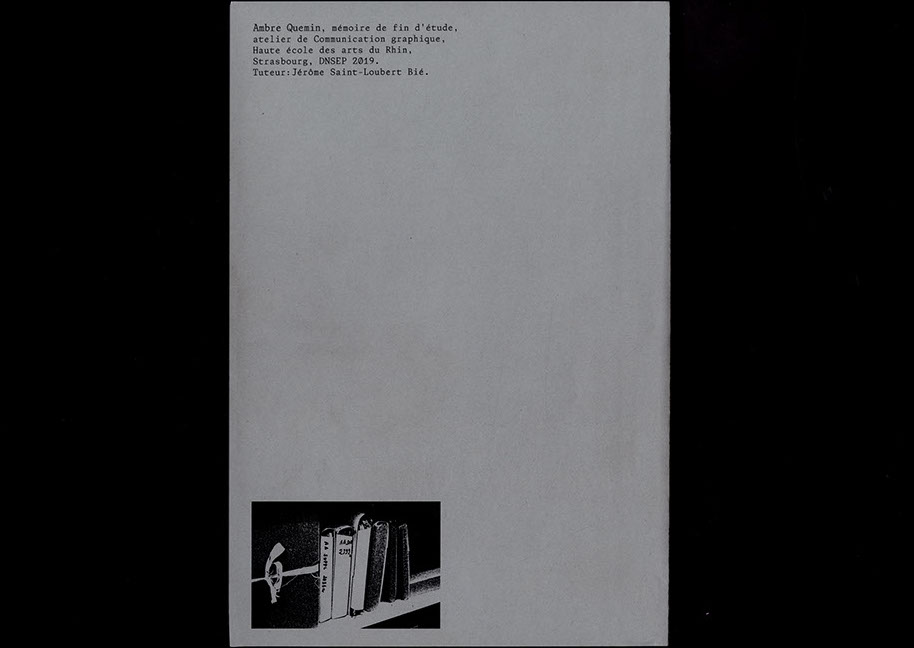 Ambre Quemin, mémoire de fin d'étude,
atelier de Communication graphique,
Haute école des arts du Rhin,
Strasbourg, DNSEP 2019.
Tuteur:Jérôme Saint-Loubert Bié.